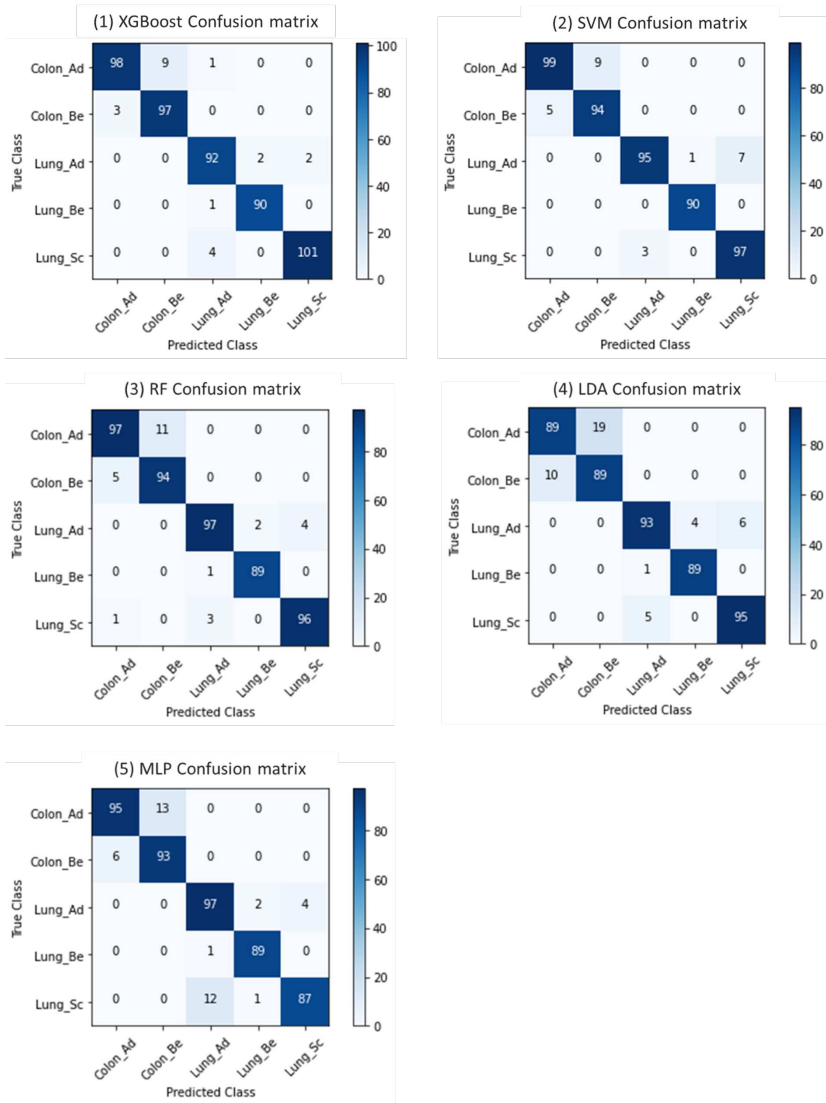 (1) XGBoost Confusion matrix
True Class
Colon_Ad 98 9 1 0 0
Colon_Be 3 97 0 0 0
Lung_Ad 0 0 92 2 2
Lung_Be 0 0 1 90 0
Lung_Sc 0 0 4 0 101
Colon_Ad Colon_Be Lung_Ad Lung_Be Lung_Sc
Predicted Class
100
80
60
40
20
0
(2) SVM Confusion matrix
True Class
Colon_Ad 99 9 0 0 0
Colon_Be 5 94 0 0 0
Lung_Ad 0 0 95 1 7
Lung_Be 0 0 0 90 0
Lung_Sc 0 0 3 0 97
Colon_Ad Colon_Be Lung_Ad Lung_Be Lung_Sc
Predicted Class
80
60
40
20
0
(3) RF Confusion matrix
True Class
Colon_Ad 97 11 0 0 0
Colon_Be 5 94 0 0 0
Lung_Ad 0 0 97 2 4
Lung_Be 0 0 1 89 0
Lung_Sc 1 0 3 0 96
Colon_Ad Colon_Be Lung_Ad Lung_Be Lung_Sc
Predicted Class
80
60
40
20
0
(4) LDA Confusion matrix
True Class
Colon_Ad 89 19 0 0 0
Colon_Be 10 89 0 0 0
Lung_Ad 0 0 93 4 6
Lung_Be 0 0 1 89 0
Lung_Sc 0 0 5 0 95
Colon_Ad Colon_Be Lung_Ad Lung_Be Lung_Sc
Predicted Class
80
60
40
20
0
(5) MLP Confusion matrix
True Class
Colon_Ad 95 13 0 0 0
Colon_Be 6 93 0 0 0
Lung_Ad 0 0 97 2 4
Lung_Be 0 0 1 89 0
Lung_Sc 0 0 12 1 87
Colon_Ad Colon_Be Lung_Ad Lung_Be Lung_Sc
Predicted Class
80
60
40
20
0